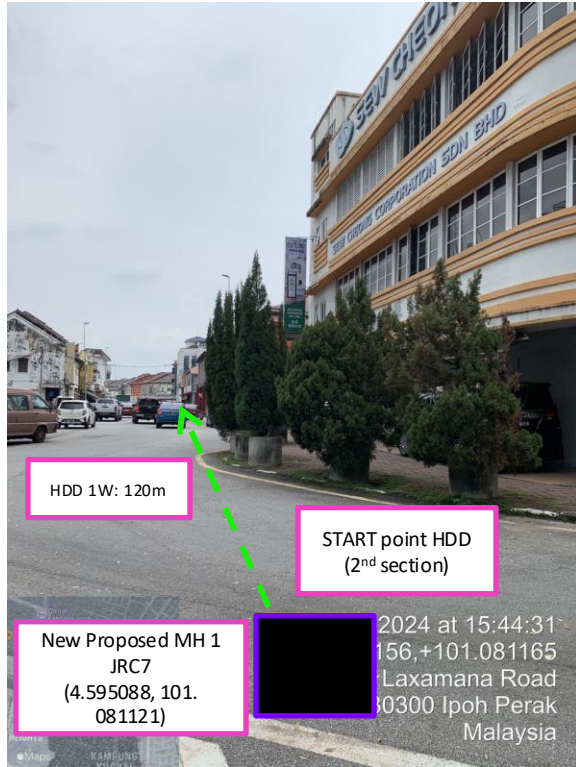 SEW CHEONG
SEW CHEONG CORPORATION SDN BHD
HDD 1W: 120m
START point HDD
(2nd section)
New Proposed MH 1
JRC7
(4.595088, 101.
081121)
2024 at 15:44:31
156,+101.081165
Laxamana Road
30300 Ipoh Perak
Malaysia
Maps
KAMPUNG